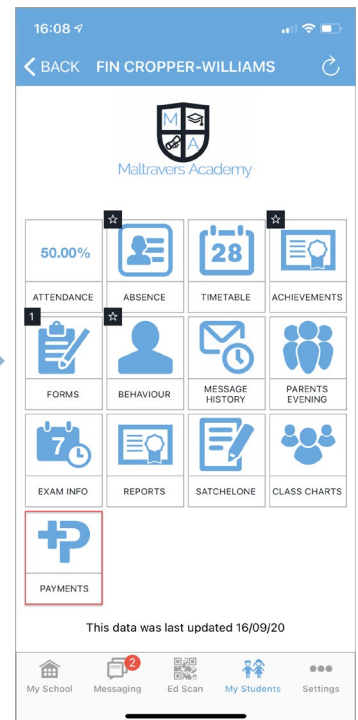 16:08
BACK FIN CROPPER-WILLIAMS
M
A
Maltravers Academy
50.00% 28
ATTENDANCE ABSENCE TIMETABLE ACHIEVEMENTS
1
FORMS BEHAVIOUR MESSAGE HISTORY PARENTS EVENING
7
EXAM INFO REPORTS SATCHELONE CLASS CHARTS
+P
PAYMENTS
This data was last updated 16/09/20
2
My School Messaging Ed Scan My Students Settings